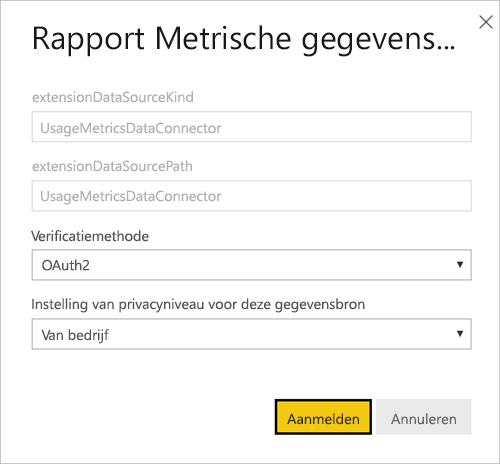 Rapport Metrische gegevens...
extensionDataSourceKind
UsageMetricsDataConnector
extensionDataSourcePath
UsageMetricsDataConnector
Verificatiemethode
OAuth2
Instelling van privacyniveau voor deze gegevensbron
Van bedrijf
Aanmelden Annuleren